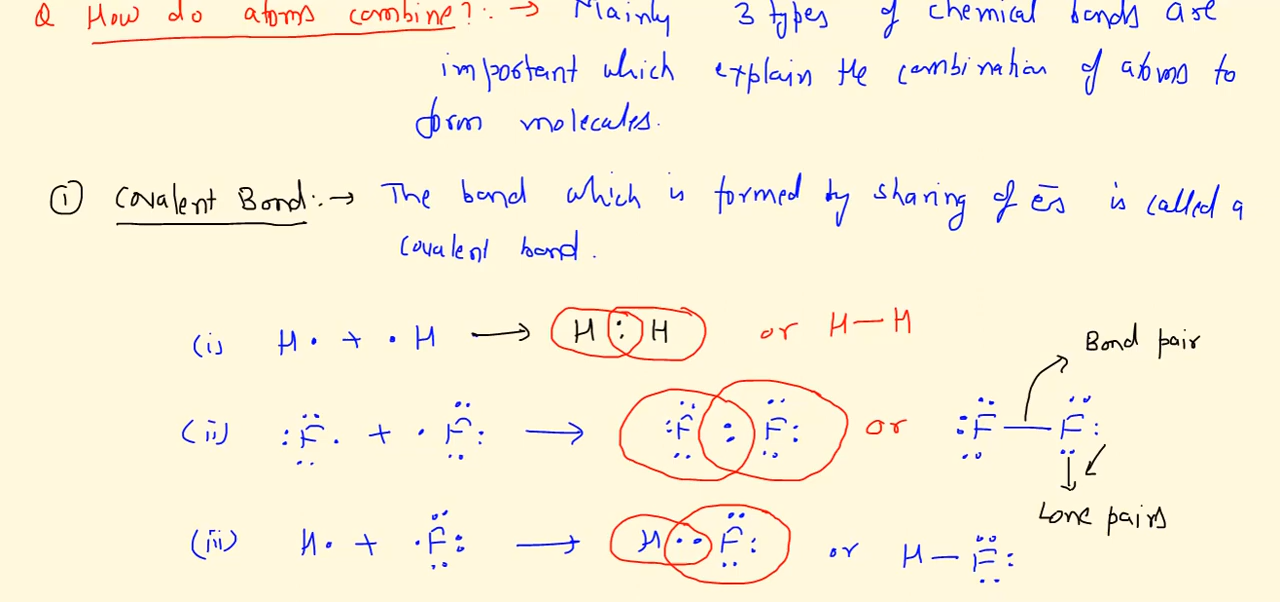 Q How do atoms combine?:→ Mainly 3 types of chemical bonds are
important which explain the combination of atoms to
form molecules.
① Covalent Bond:→ The bond which is formed by sharing of ēs is called a
covalent band.
(i) H• + •H → H : H or H—H
Bond pair
(ii) :F̈. + .F̈: → :F̈ : F̈: or :F̈—F̈:
Lone pairs
(iii) H• + •F̈: → H •• F̈: or H—F̈: